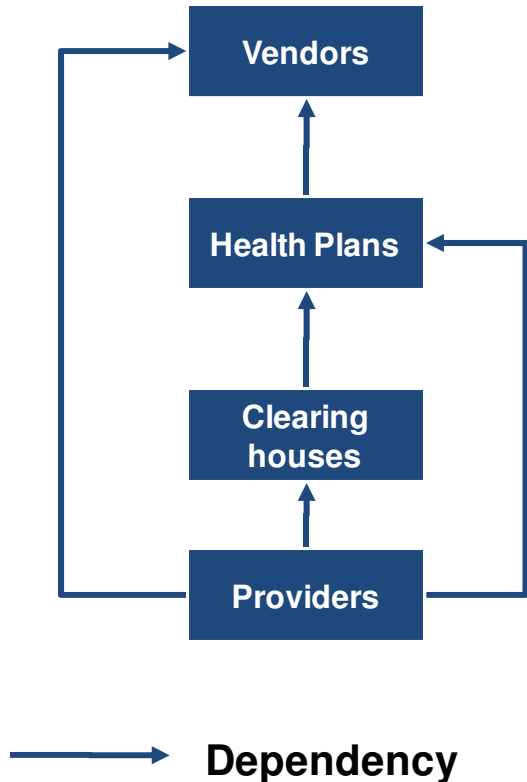 Vendors
Health Plans
Clearing
houses
Providers
Dependency